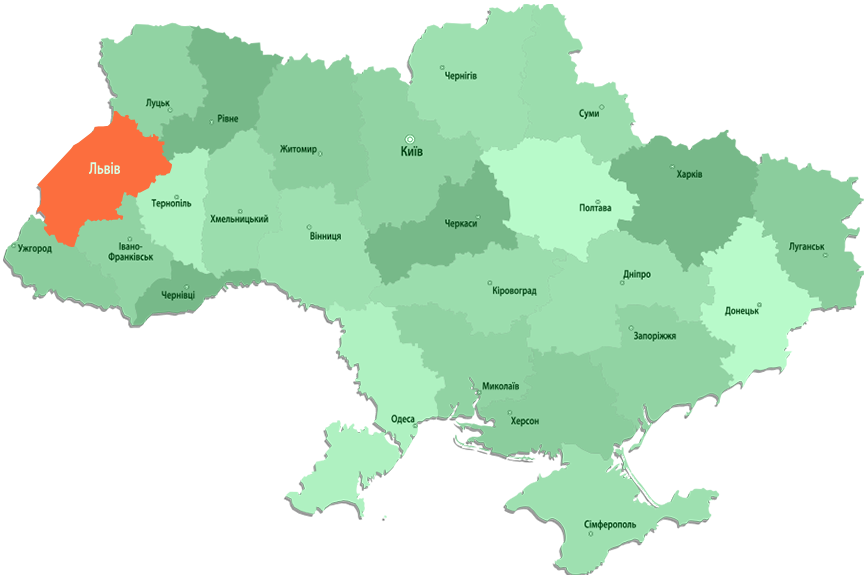 Чернігів
Луцьк
Суми
Рівне
Житомир
Київ
Львів
Харків
Тернопіль
Полтава
Хмельницький
Черкаси
Вінниця
Ужгород
Івано-
Франківськ
Луганськ
Дніпро
Чернівці
Кіровоград
Донецьк
Запоріжжя
Миколаїв
Одеса
Херсон
Сімферополь